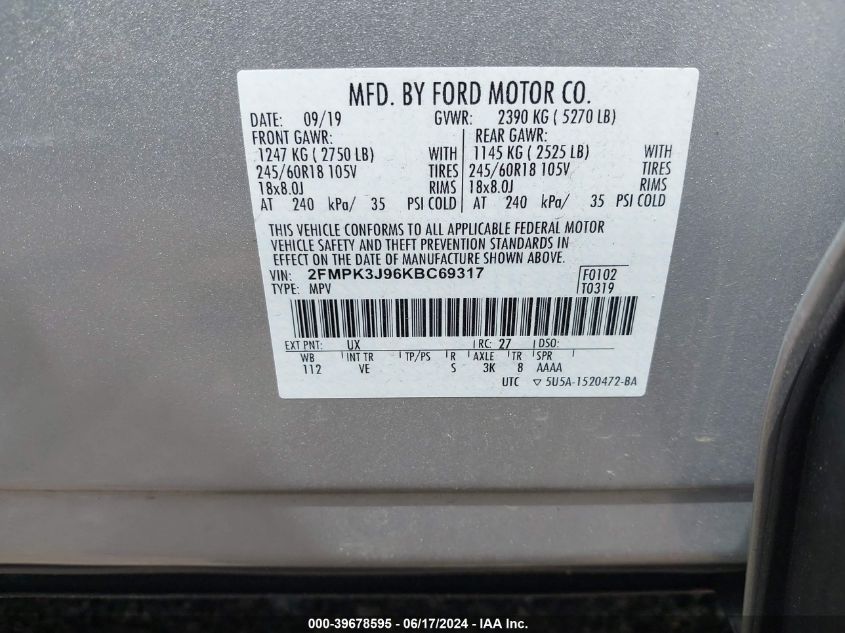 MFD. BY FORD MOTOR CO.
DATE: 09/19 GVWR: 2390 KG ( 5270 LB)
FRONT GAWR: REAR GAWR:
1247 KG ( 2750 LB) WITH 1145 KG ( 2525 LB) WITH
245/60R18 105V TIRES 245/60R18 105V TIRES
18x8.0J RIMS 18x8.0J RIMS
AT 240 kPa/ 35 PSI COLD AT 240 kPa/ 35 PSI COLD
THIS VEHICLE CONFORMS TO ALL APPLICABLE FEDERAL MOTOR
VEHICLE SAFETY AND THEFT PREVENTION STANDARDS IN
EFFECT ON THE DATE OF MANUFACTURE SHOWN ABOVE.
VIN: 2FMPK3J96KBC69317 F0102
TYPE: MPV T0319
EXT PNT: UX RC: 27 DSO:
WB INT TR TP/PS R AXLE TR SPR
112 VE S 3K 8 AAAA
UTC ▽ 5U5A-1520472-BA
000-39678595 - 06/17/2024 - © IAA, Inc.